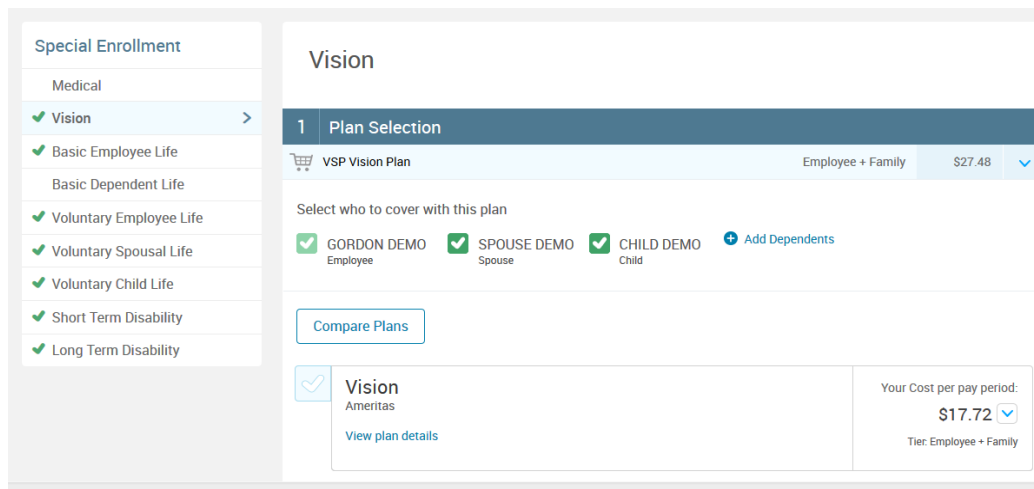 Special Enrollment
Medical
Vision
Basic Employee Life
Basic Dependent Life
Voluntary Employee Life
Voluntary Spousal Life
Voluntary Child Life
Short Term Disability
Long Term Disability
Vision
1 Plan Selection
VSP Vision Plan Employee + Family $27.48
Select who to cover with this plan
GORDON DEMO SPOUSE DEMO CHILD DEMO Add Dependents
Employee Spouse Child
Compare Plans
Vision
Ameritas
View plan details
Your Cost per pay period:
$17.72
Tier: Employee + Family